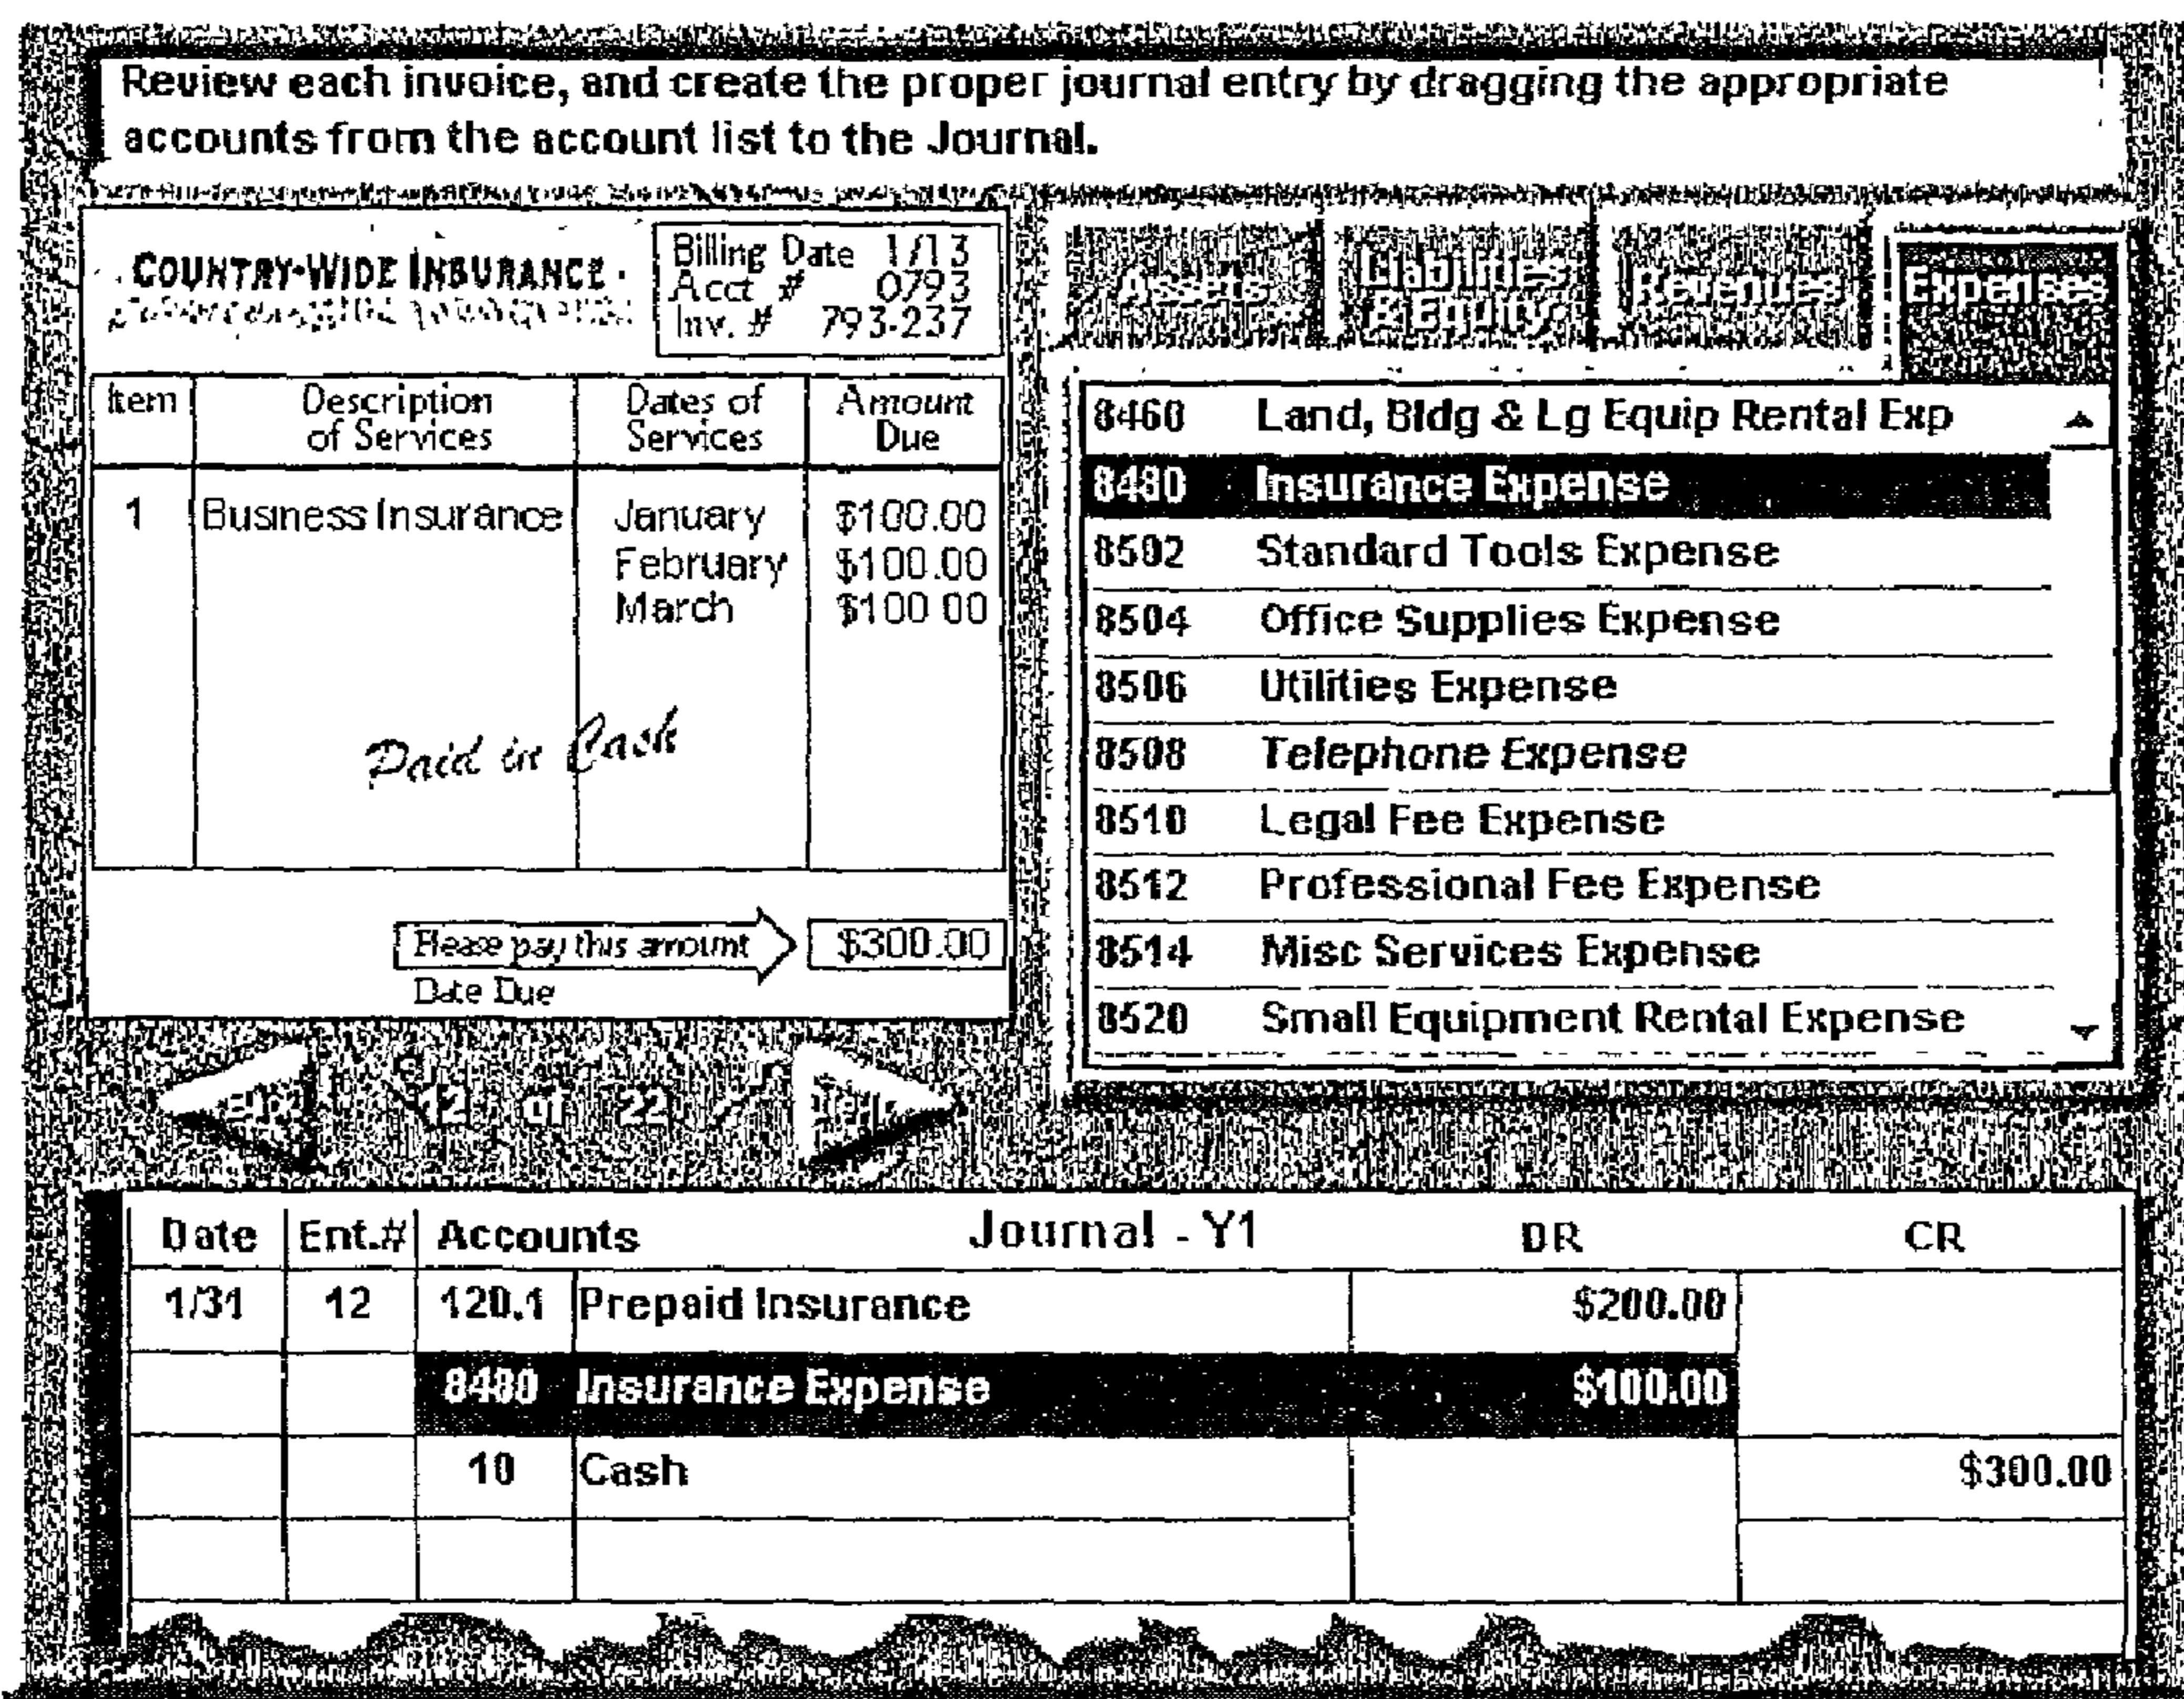 Review each invoice, and create the proper journal entry by dragging the appropriate
accounts from the account list to the Journal.
COUNTRY-WIDE INSURANCE
Billing Date 1/13
Acct # 0793
Inv. # 793-237
Item Description of Services Dates of Services Amount Due
1 Business Insurance January $100.00
February $100.00
March $100.00
Paid in Cash
Please pay this amount $300.00
Date Due
12 of 22
Assets Liabilities & Equity Revenues Expenses
8460 Land, Bldg & Lg Equip Rental Exp
8480 Insurance Expense
8502 Standard Tools Expense
8504 Office Supplies Expense
8506 Utilities Expense
8508 Telephone Expense
8510 Legal Fee Expense
8512 Professional Fee Expense
8514 Misc Services Expense
8520 Small Equipment Rental Expense
Journal - Y1
Date Ent.# Accounts DR CR
1/31 12 120.1 Prepaid Insurance $200.00
8480 Insurance Expense $100.00
10 Cash $300.00